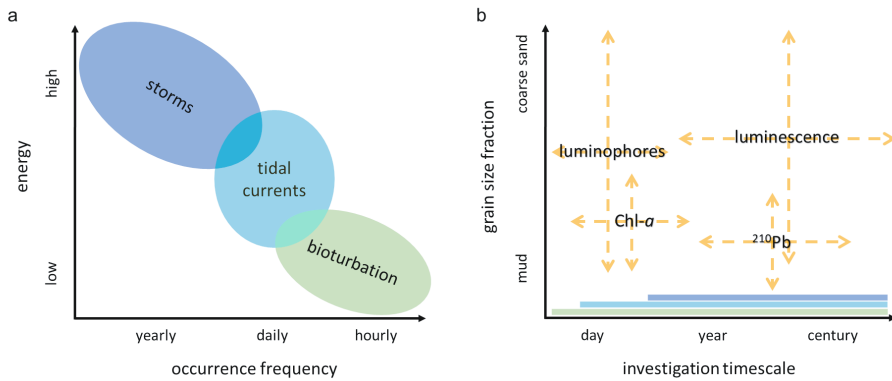 a
high
energy
low
storms
tidal
currents
bioturbation
yearly
daily
hourly
occurrence frequency
b
coarse sand
grain size fraction
mud
luminophores
luminescence
Chl-a
²¹⁰Pb
day
year
century
investigation timescale